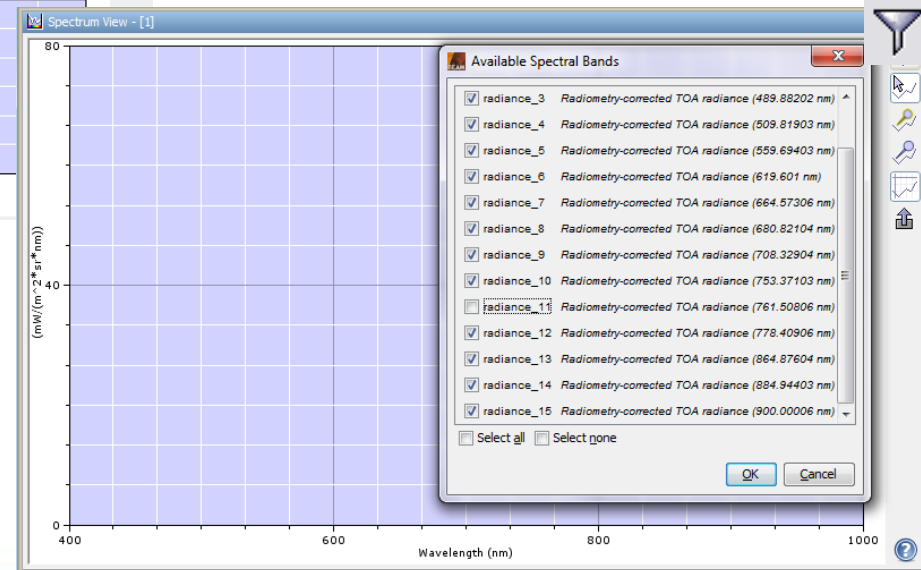 Spectrum View - [1]
80
40
0
(mW/(m^2*sr*nm))
400
600
800
1000
Wavelength (nm)
BEAM
Available Spectral Bands
x
radiance_3 Radiometry-corrected TOA radiance (489.88202 nm)
radiance_4 Radiometry-corrected TOA radiance (509.81903 nm)
radiance_5 Radiometry-corrected TOA radiance (559.69403 nm)
radiance_6 Radiometry-corrected TOA radiance (619.601 nm)
radiance_7 Radiometry-corrected TOA radiance (664.57306 nm)
radiance_8 Radiometry-corrected TOA radiance (680.82104 nm)
radiance_9 Radiometry-corrected TOA radiance (708.32904 nm)
radiance_10 Radiometry-corrected TOA radiance (753.37103 nm)
radiance_11 Radiometry-corrected TOA radiance (761.50806 nm)
radiance_12 Radiometry-corrected TOA radiance (778.40906 nm)
radiance_13 Radiometry-corrected TOA radiance (864.87604 nm)
radiance_14 Radiometry-corrected TOA radiance (884.94403 nm)
radiance_15 Radiometry-corrected TOA radiance (900.00006 nm)
Select all Select none
OK Cancel
?